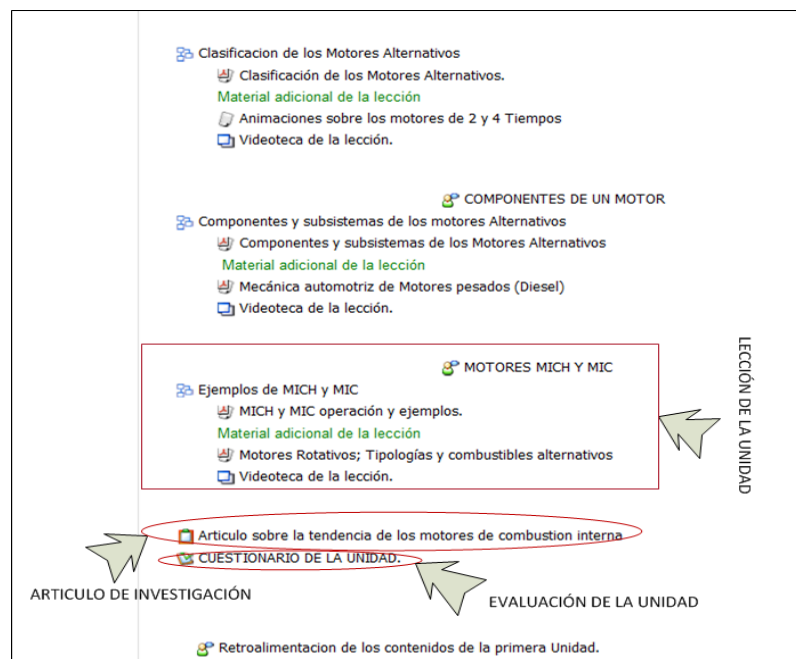 Clasificacion de los Motores Alternativos
Clasificación de los Motores Alternativos.
Material adicional de la lección
Animaciones sobre los motores de 2 y 4 Tiempos
Videoteca de la lección.
COMPONENTES DE UN MOTOR
Componentes y subsistemas de los motores Alternativos
Componentes y subsistemas de los Motores Alternativos
Material adicional de la lección
Mecánica automotriz de Motores pesados (Diesel)
Videoteca de la lección.
MOTORES MICH Y MIC
Ejemplos de MICH y MIC
MICH y MIC operación y ejemplos.
Material adicional de la lección
Motores Rotativos; Tipologías y combustibles alternativos
Videoteca de la lección.
LECCIÓN DE LA UNIDAD
Articulo sobre la tendencia de los motores de combustion interna
CUESTIONARIO DE LA UNIDAD.
ARTICULO DE INVESTIGACIÓN
EVALUACIÓN DE LA UNIDAD
Retroalimentacion de los contenidos de la primera Unidad.